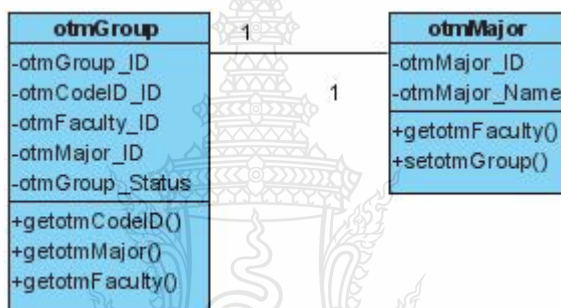 otmGroup
-otmGroup_ID
-otmCodeID_ID
-otmFaculty_ID
-otmMajor_ID
-otmGroup_Status
+getotmCodeID()
+getotmMajor()
+getotmFaculty()
1
1
otmMajor
-otmMajor_ID
-otmMajor_Name
+getotmFaculty()
+setotmGroup()